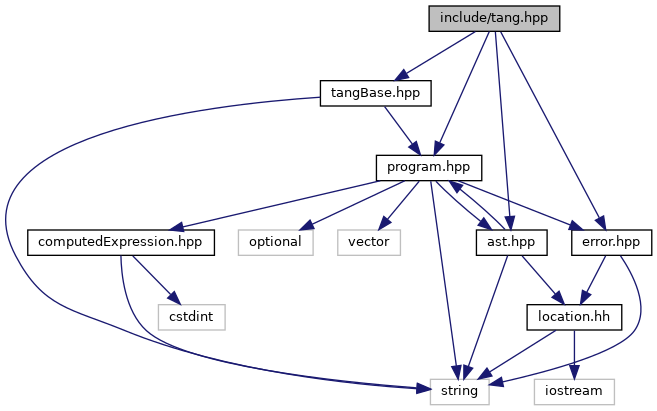 include/tang.hpp
tangBase.hpp
program.hpp
computedExpression.hpp
optional
vector
ast.hpp
error.hpp
cstdint
location.hh
string
iostream